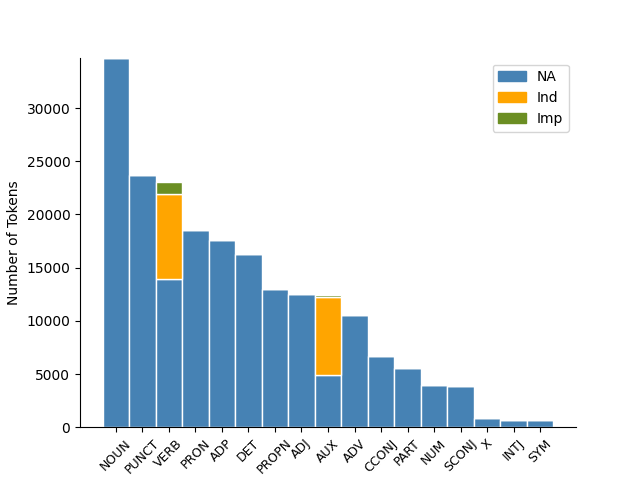 NA
Ind
Imp
Number of Tokens
30000
25000
20000
15000
10000
5000
0
NOUN
PUNCT
VERB
PRON
ADP
DET
PROPN
ADJ
AUX
ADV
CCONJ
PART
NUM
SCONJ
X
INTJ
SYM